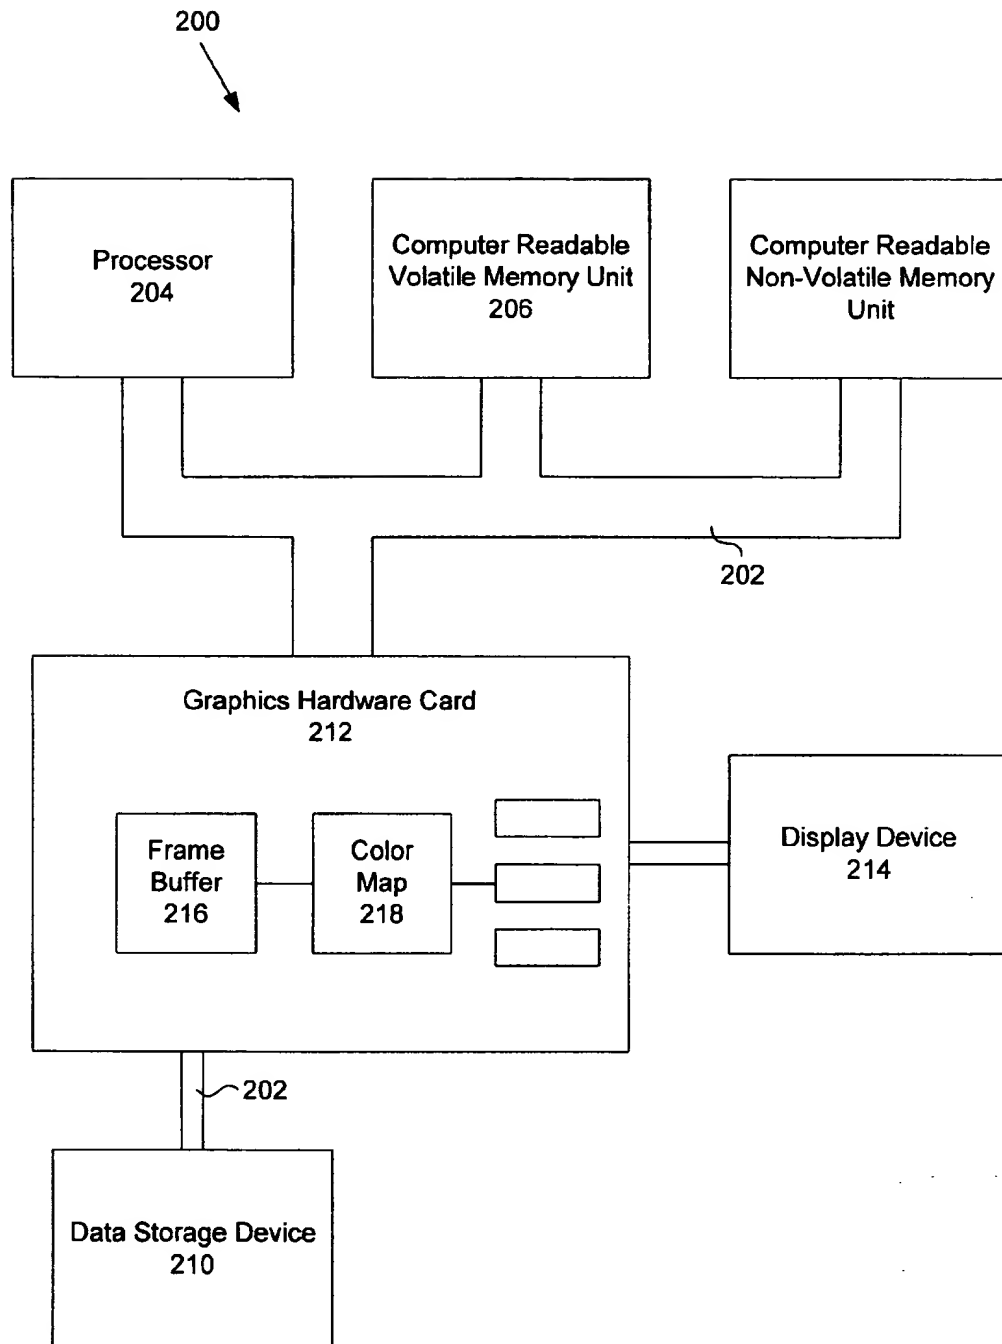 200
Processor
204
Computer Readable
Volatile Memory Unit
206
Computer Readable
Non-Volatile Memory
Unit
202
Graphics Hardware Card
212
Frame
Buffer
216
Color
Map
218
Display Device
214
202
Data Storage Device
210